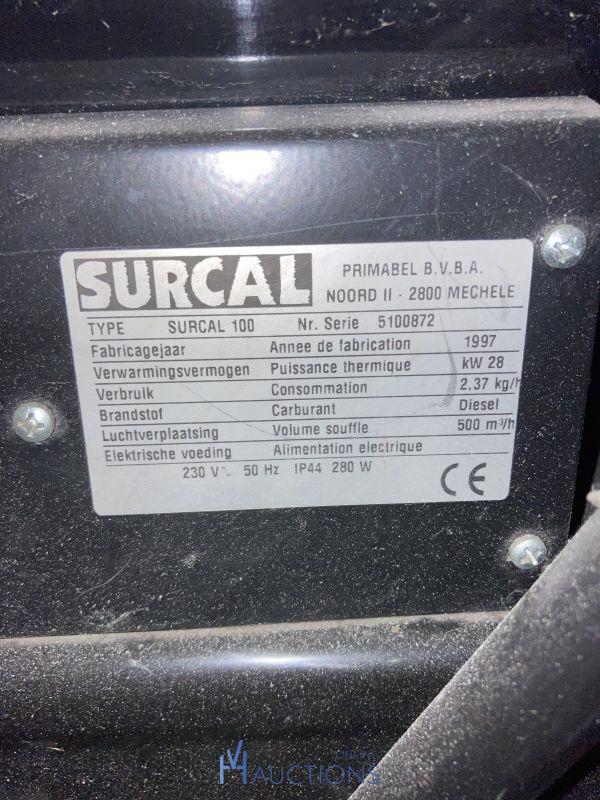 SURCAL
PRIMABEL B.V.B.A.
NOORD II - 2800 MECHELE
TYPE SURCAL 100 Nr. Serie 5100872
Fabricagejaar Annee de fabrication 1997
Verwarmingsvermogen Puissance thermique kW 28
Verbruik Consommation 2.37 kg/h
Brandstof Carburant Diesel
Luchtverplaatsing Volume souffle 500 m³/h
Elektrische voeding Alimentation electrique
230 V~ 50 Hz IP44 280 W
CE
AUCTIONS